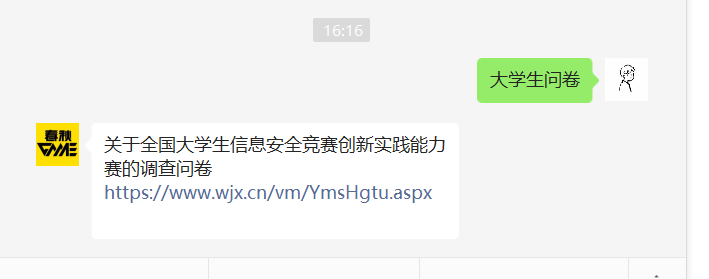 16:16
大学生问卷
春秋
GAME
关于全国大学生信息安全竞赛创新实践能力
赛的调查问卷
https://www.wjx.cn/vm/YmsHgtu.aspx